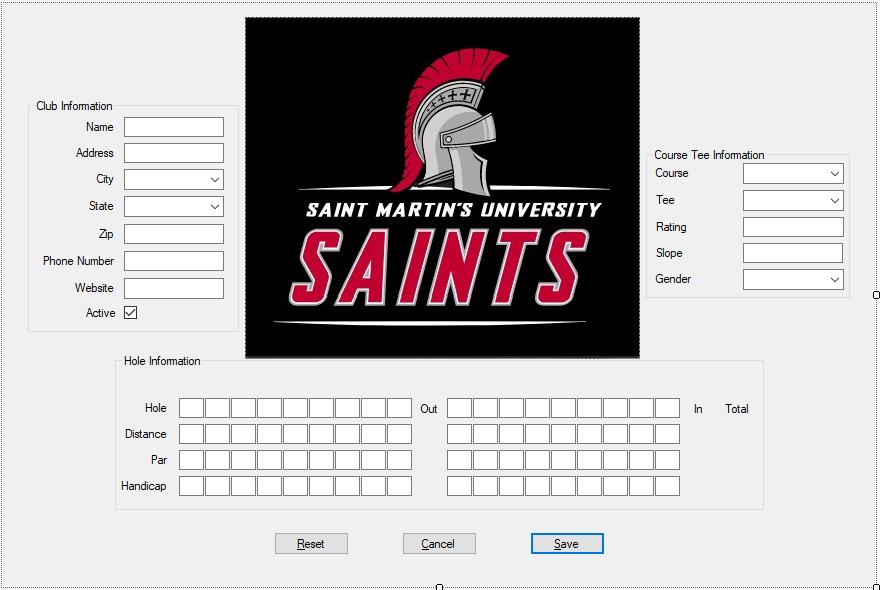 Club Information
Name
Address
City
State
Zip
Phone Number
Website
Active
SAINT MARTIN'S UNIVERSITY
SAINTS
Course Tee Information
Course
Tee
Rating
Slope
Gender
Hole Information
Hole Out In Total
Distance
Par
Handicap
Reset Cancel Save